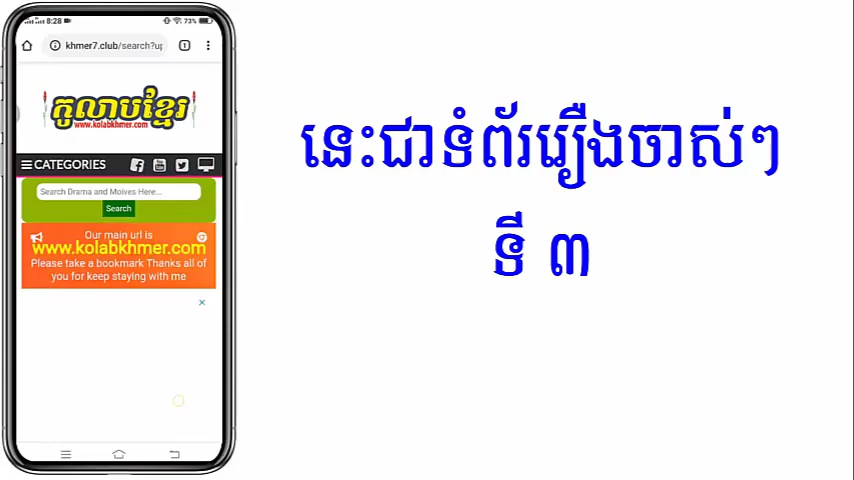 8:28
73%
khmer7.club/search?up
1
កូលាបខ្មែរ
www.kolabkhmer.com
CATEGORIES
Search Drama and Moives Here...
Search
Our main url is
www.kolabkhmer.com
Please take a bookmark Thanks all of
you for keep staying with me
នេះជាទំព័ររឿងចាស់ៗ
ទី ៣